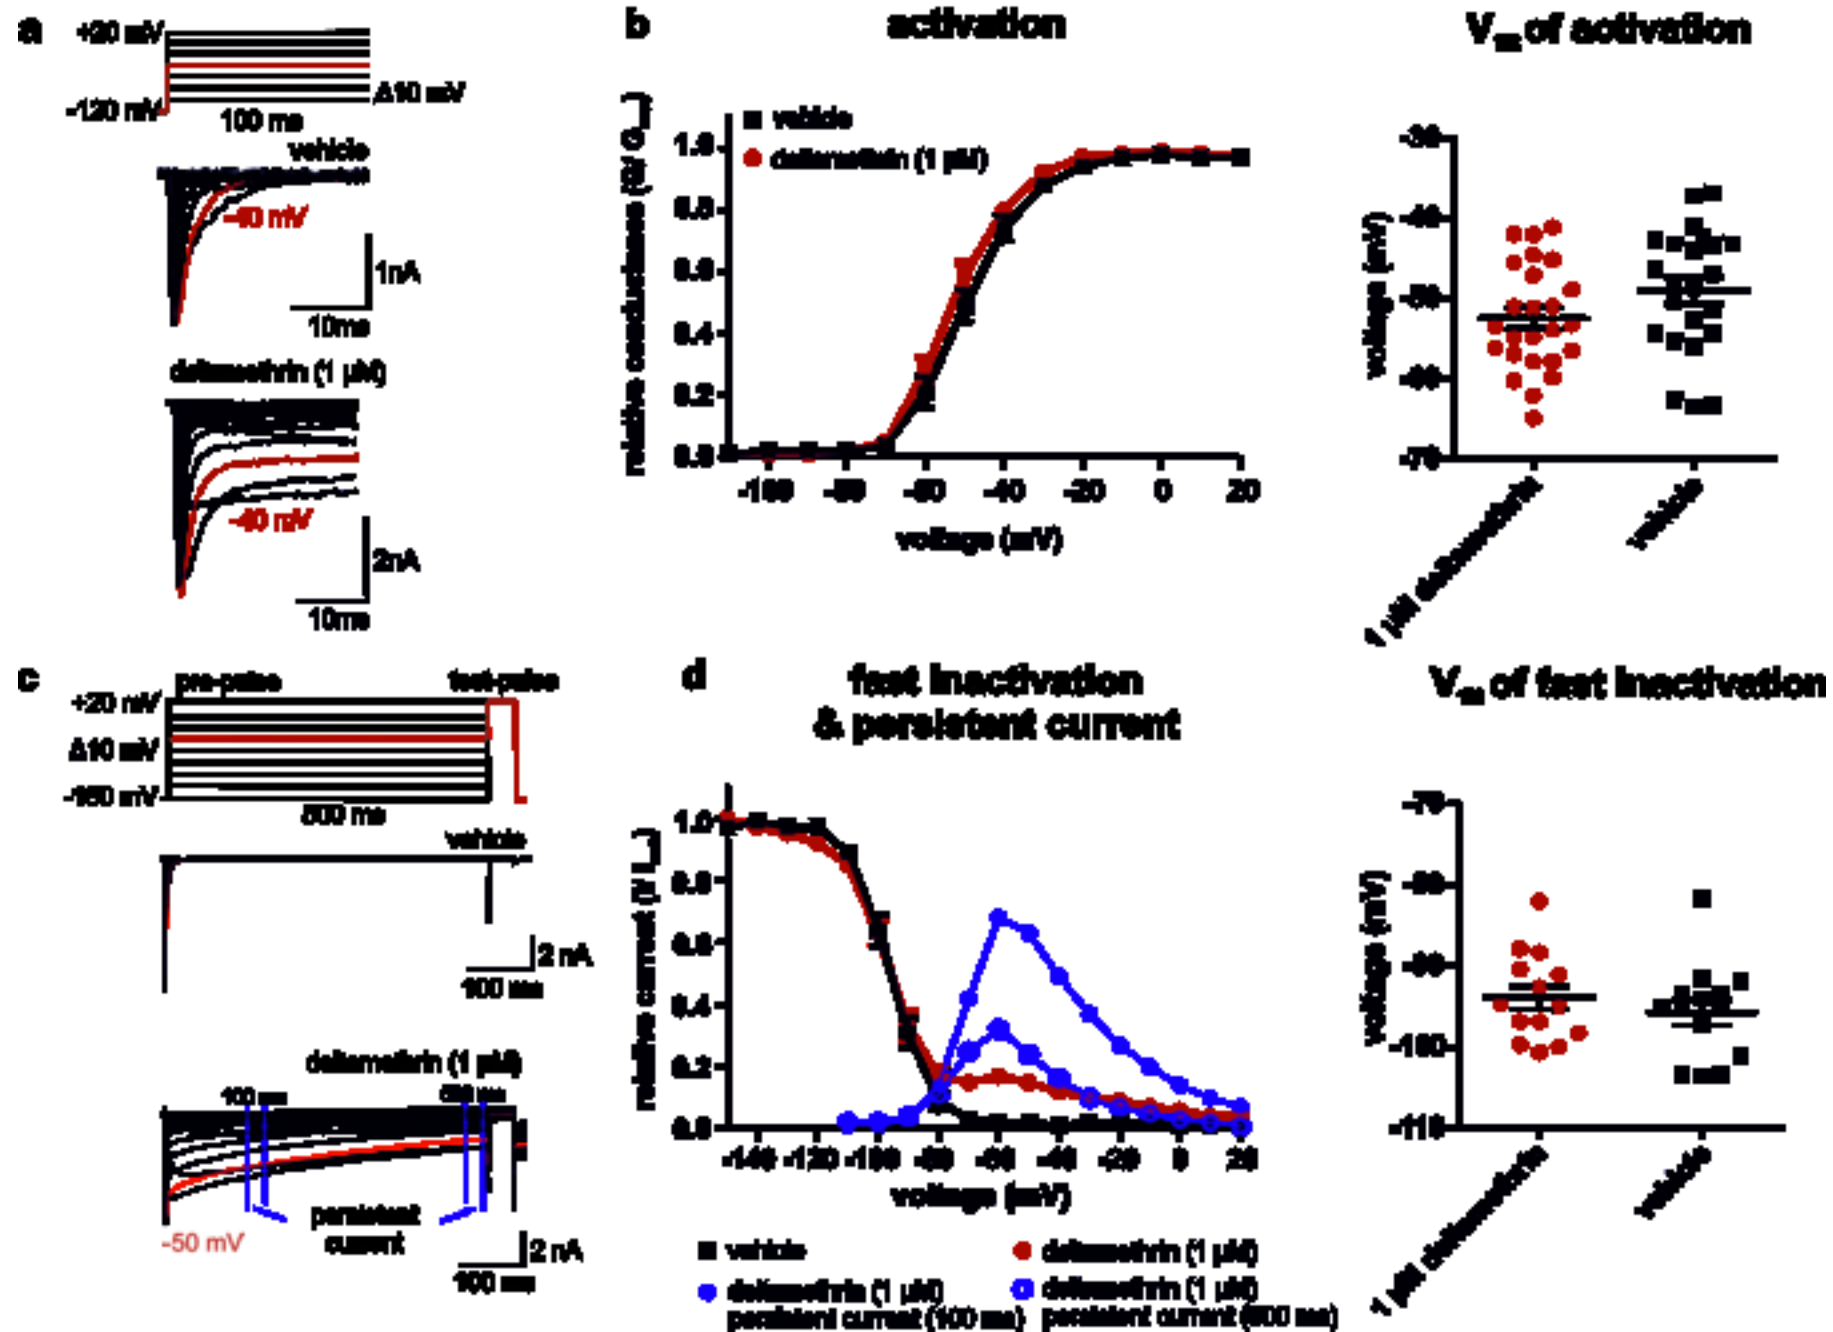 a
+20 mV
Δ10 mV
-120 mV
100 ms
vehicle
-40 mV
1nA
10ms
deltamethrin (1 µM)
-40 mV
2nA
10ms
b
activation
relative conductance (G/ G
vehicle
deltamethrin (1 µM)
1.0
0.8
0.6
0.4
0.2
0.0
-100 -80 -60 -40 -20 0 20
voltage (mV)
of activation
voltage (mV)
-30
-40
-50
-60
-70
1 µM deltamethrin
vehicle
c
pre-pulse
test-pulse
+20 mV
Δ10 mV
500 ms
vehicle
2 nA
100 ms
deltamethrin (1 µM)
100 ms
persistent
current
-50 mV
2 nA
100 ms
d
fast inactivation
& persistent current
relative current (I/ I
1.0
0.8
0.6
0.4
0.2
0.0
-140 -120 -100 -80 -60 -40 -20 0 20
voltage (mV)
vehicle
deltamethrin (1 µM)
deltamethrin (1 µM)
persistent current (100 ms)
deltamethrin (1 µM)
persistent current (500 ms)
of fast inactivation
voltage (mV)
-70
-80
-90
-100
-110
1 µM deltamethrin
vehicle